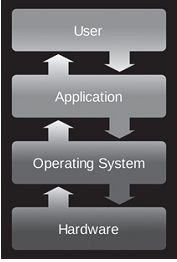 User
Application
Operating System
Hardware